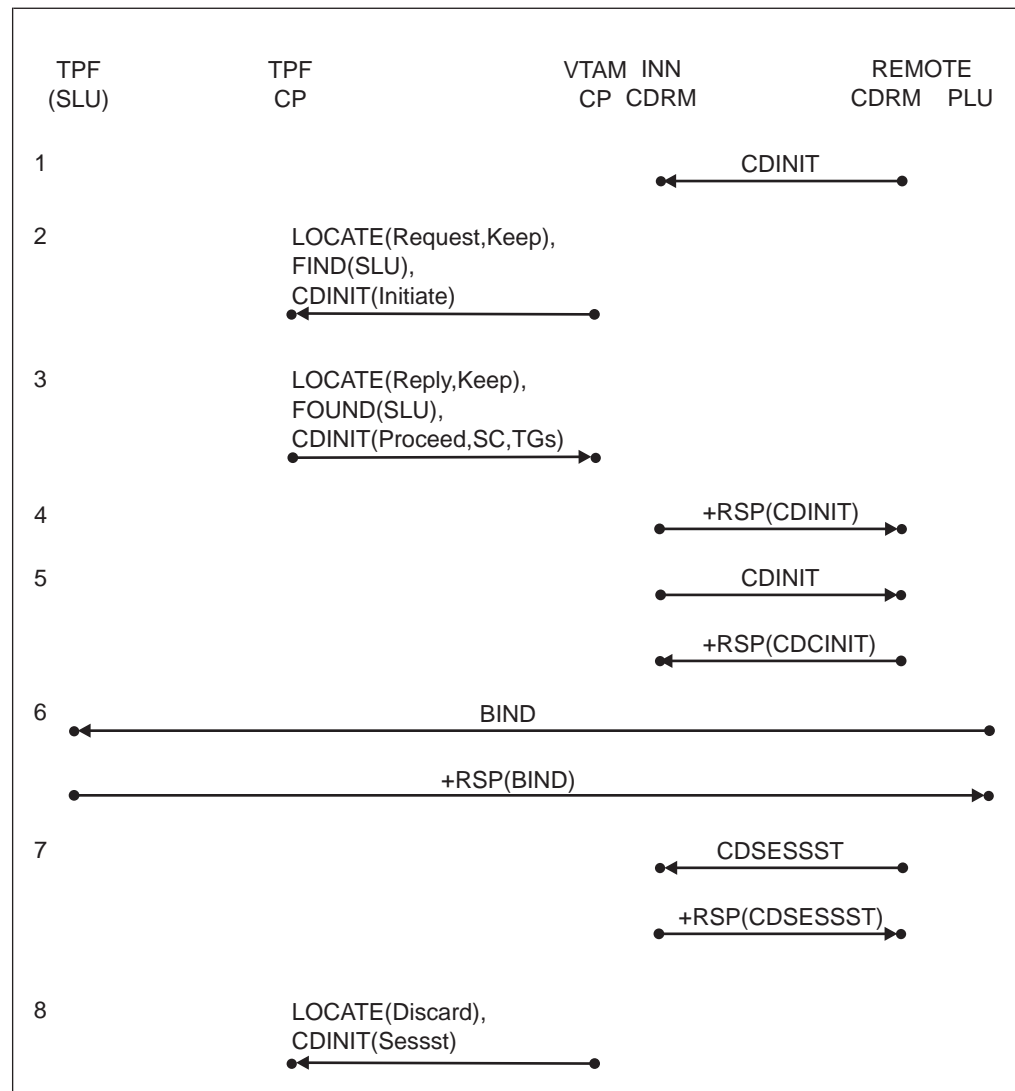 TPF TPF VTAM INN REMOTE
(SLU) CP CP CDRM CDRM PLU
1 CDINIT
2 LOCATE(Request,Keep),
FIND(SLU),
CDINIT(Initiate)
3 LOCATE(Reply,Keep),
FOUND(SLU),
CDINIT(Proceed,SC,TGs)
4 +RSP(CDINIT)
5 CDINIT
+RSP(CDCINIT)
6 BIND
+RSP(BIND)
7 CDSESSST
+RSP(CDSESSST)
8 LOCATE(Discard),
CDINIT(Sessst)